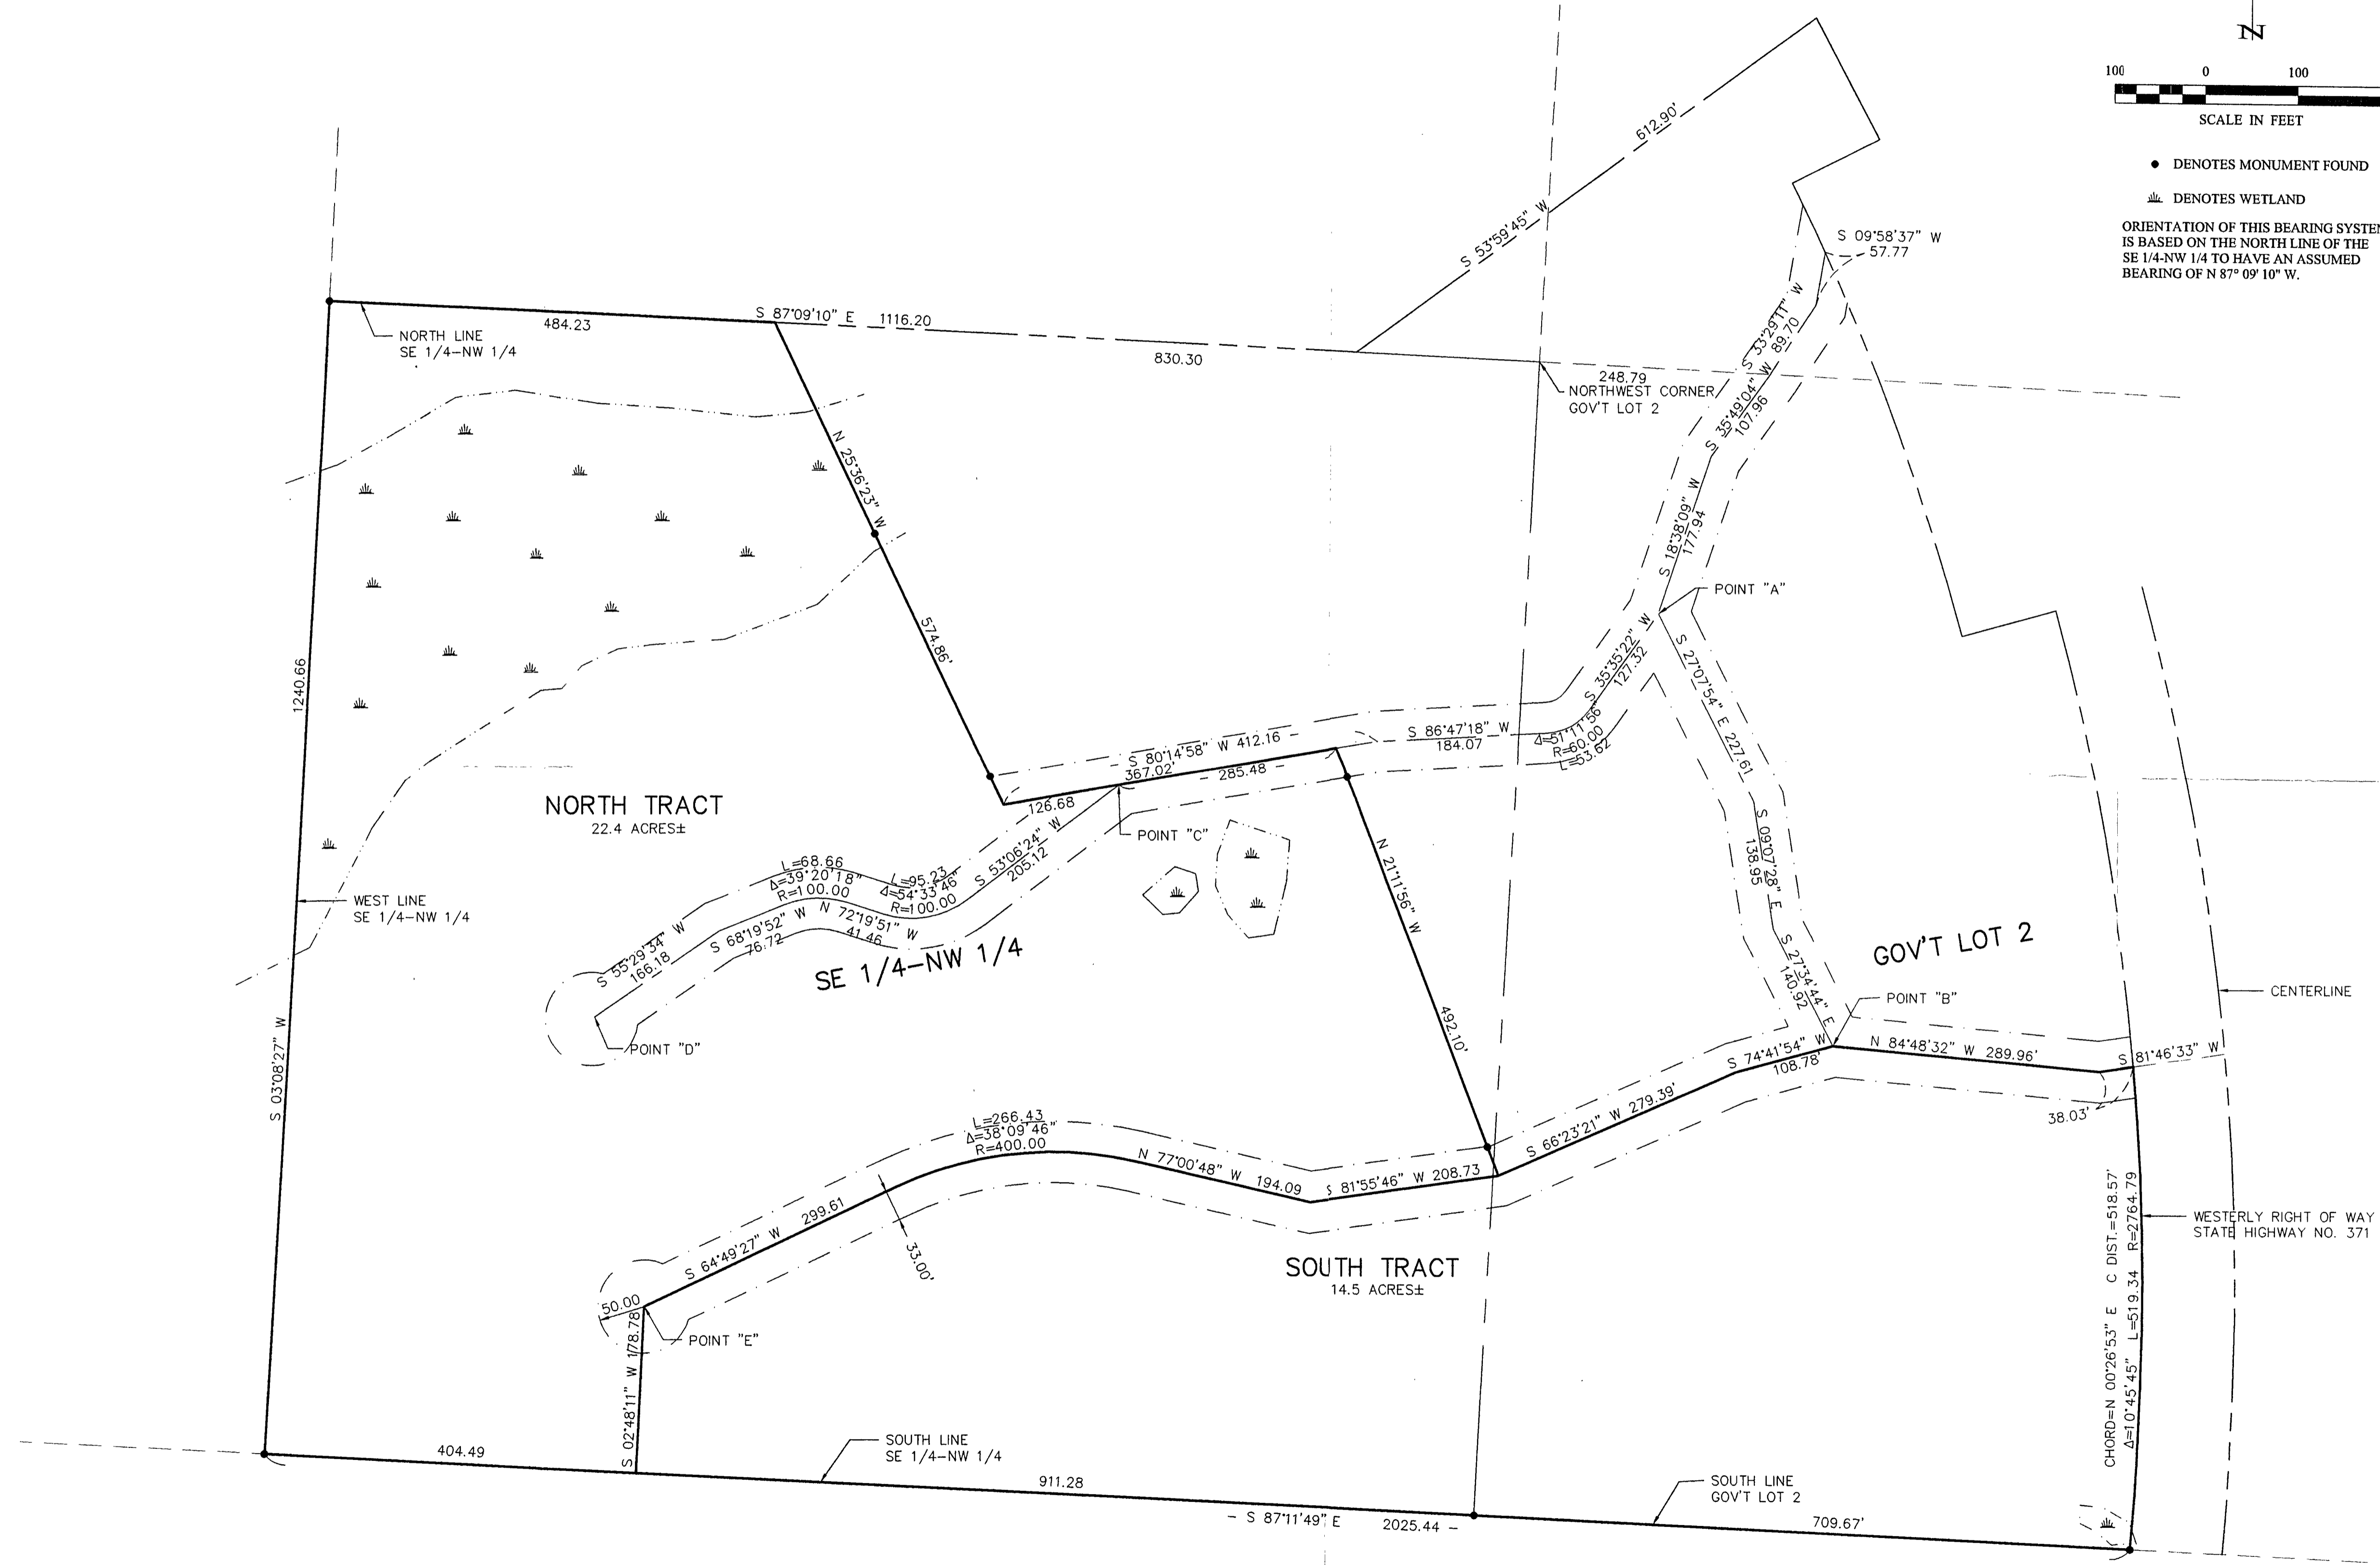 N
100 0 100
SCALE IN FEET
DENOTES MONUMENT FOUND
DENOTES WETLAND
ORIENTATION OF THIS BEARING SYSTEM
IS BASED ON THE NORTH LINE OF THE
SE 1/4-NW 1/4 TO HAVE AN ASSUMED
BEARING OF N 87° 09' 10" W.
612.90'
S 53°59'45" W
S 09°58'37" W
57.77
S 33°29'11" W
89.70
S 87°09'10" E 1116.20
484.23
NORTH LINE
SE 1/4-NW 1/4
830.30
248.79
NORTHWEST CORNER
GOV'T LOT 2
S 35°49'04" W
107.96
N 25°36'23" W
574.86'
S 18°38'09" W
177.94
POINT "A"
S 35°35'22" W
127.32
S 27°07'54" E 227.61
1240.66
S 86°47'18" W
184.07
Δ=51°11'56"
R=60.00
L=53.62
S 80°14'58" W 412.16
367.02'
- 285.48 -
126.68
POINT "C"
NORTH TRACT
22.4 ACRES±
S 53°06'24" W
205.12
L=68.66
Δ=39°20'18"
R=100.00
L=95.23
Δ=54°33'46"
R=100.00
N 21°11'56" W
492.10'
S 09°07'28" E
138.95
WEST LINE
SE 1/4-NW 1/4
S 68°19'52" W
76.72
N 72°19'51" W
41.46
S 55°29'34" W
166.18
SE 1/4-NW 1/4
GOV'T LOT 2
S 27°34'44" E
140.92
POINT "B"
CENTERLINE
POINT "D"
S 03°08'27" W
S 74°41'54" W
108.78'
N 84°48'32" W 289.96'
S 81°46'33" W
38.03'
L=266.43
Δ=38°09'46"
R=400.00
N 77°00'48" W 194.09
S 81°55'46" W 208.73
S 66°23'21" W 279.39'
S 64°49'27" W 299.61
33.00'
SOUTH TRACT
14.5 ACRES±
WESTERLY RIGHT OF WAY
STATE HIGHWAY NO. 371
CHORD=N 00°26'53" E C DIST.=518.57'
Δ=10°45'45" L=519.34 R=2764.79
50.00
POINT "E"
S 02°48'11" W 178.78
404.49
SOUTH LINE
SE 1/4-NW 1/4
911.28
SOUTH LINE
GOV'T LOT 2
- S 87°11'49" E 2025.44 -
709.67'